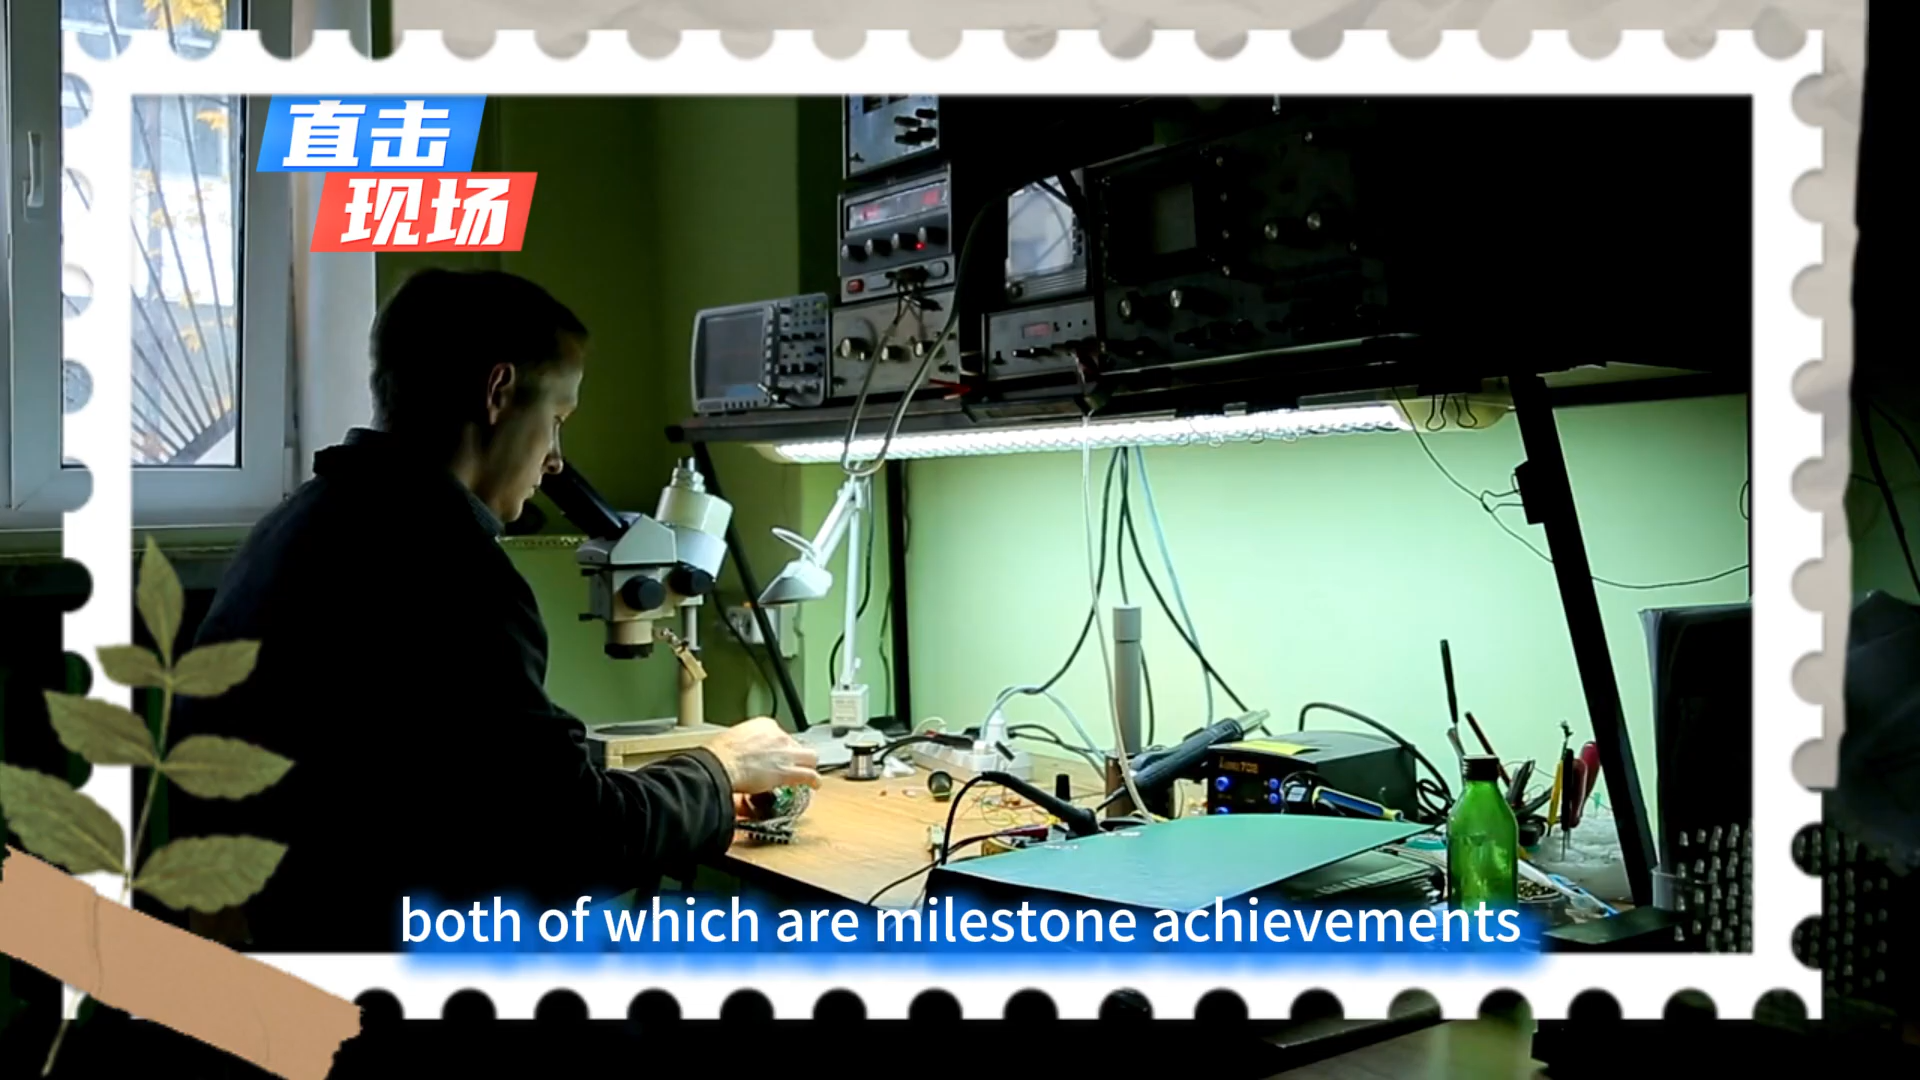 直击
现场
both of which are milestone achievements